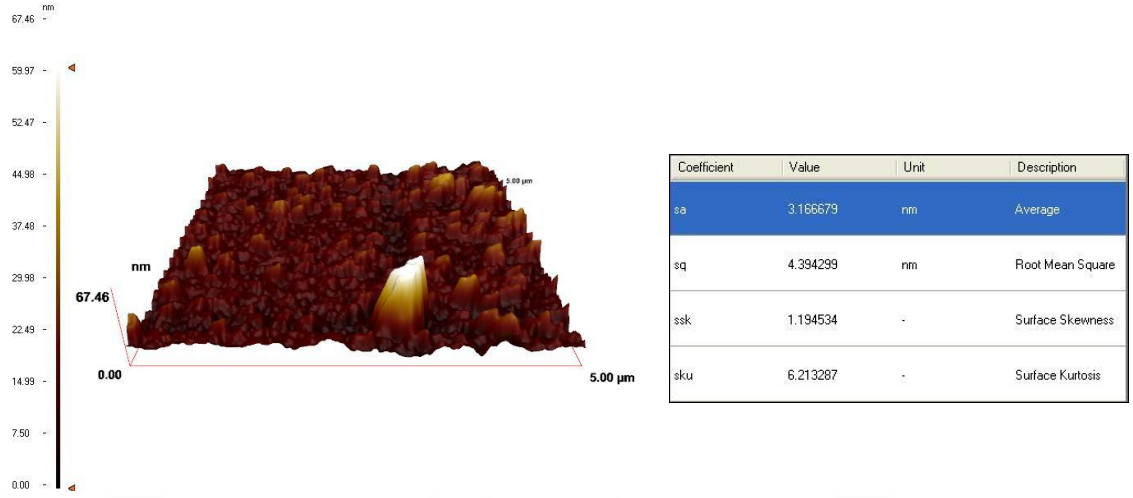 nm
67.46 -
59.97 -
52.47 -
44.98 -
37.48 -
29.98 -
22.49 -
14.99 -
7.50 -
0.00 -
5.00 µm
nm
67.46
0.00
5.00 µm
Coefficient Value Unit Description
sa 3.166679 nm Average
sq 4.394299 nm Root Mean Square
ssk 1.194534 - Surface Skewness
sku 6.213287 - Surface Kurtosis